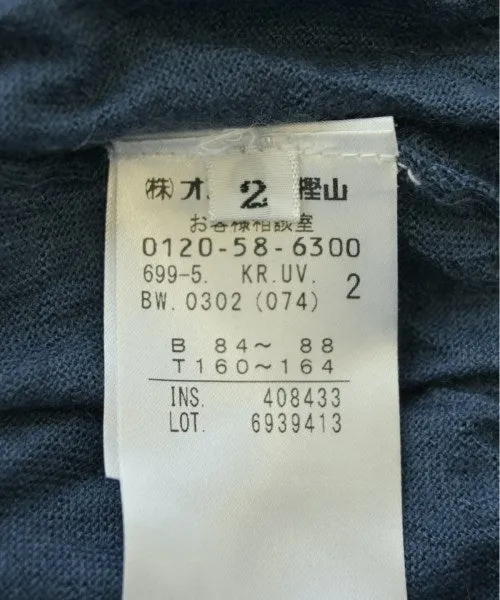 (株)オ
2
樫山
お客様相談室
0120-58-6300
699-5. KR.UV. 2
BW.0302(074)
B 84〜 88
T160〜164
INS. 408433
LOT. 6939413